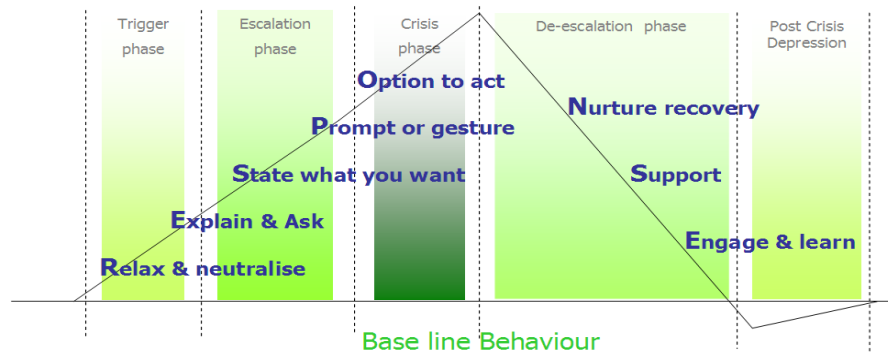 Trigger
phase
Escalation
phase
Crisis
phase
De-escalation phase
Post Crisis
Depression
Option to act
Nurture recovery
Prompt or gesture
State what you want
Support
Explain & Ask
Engage & learn
Relax & neutralise
Base line Behaviour